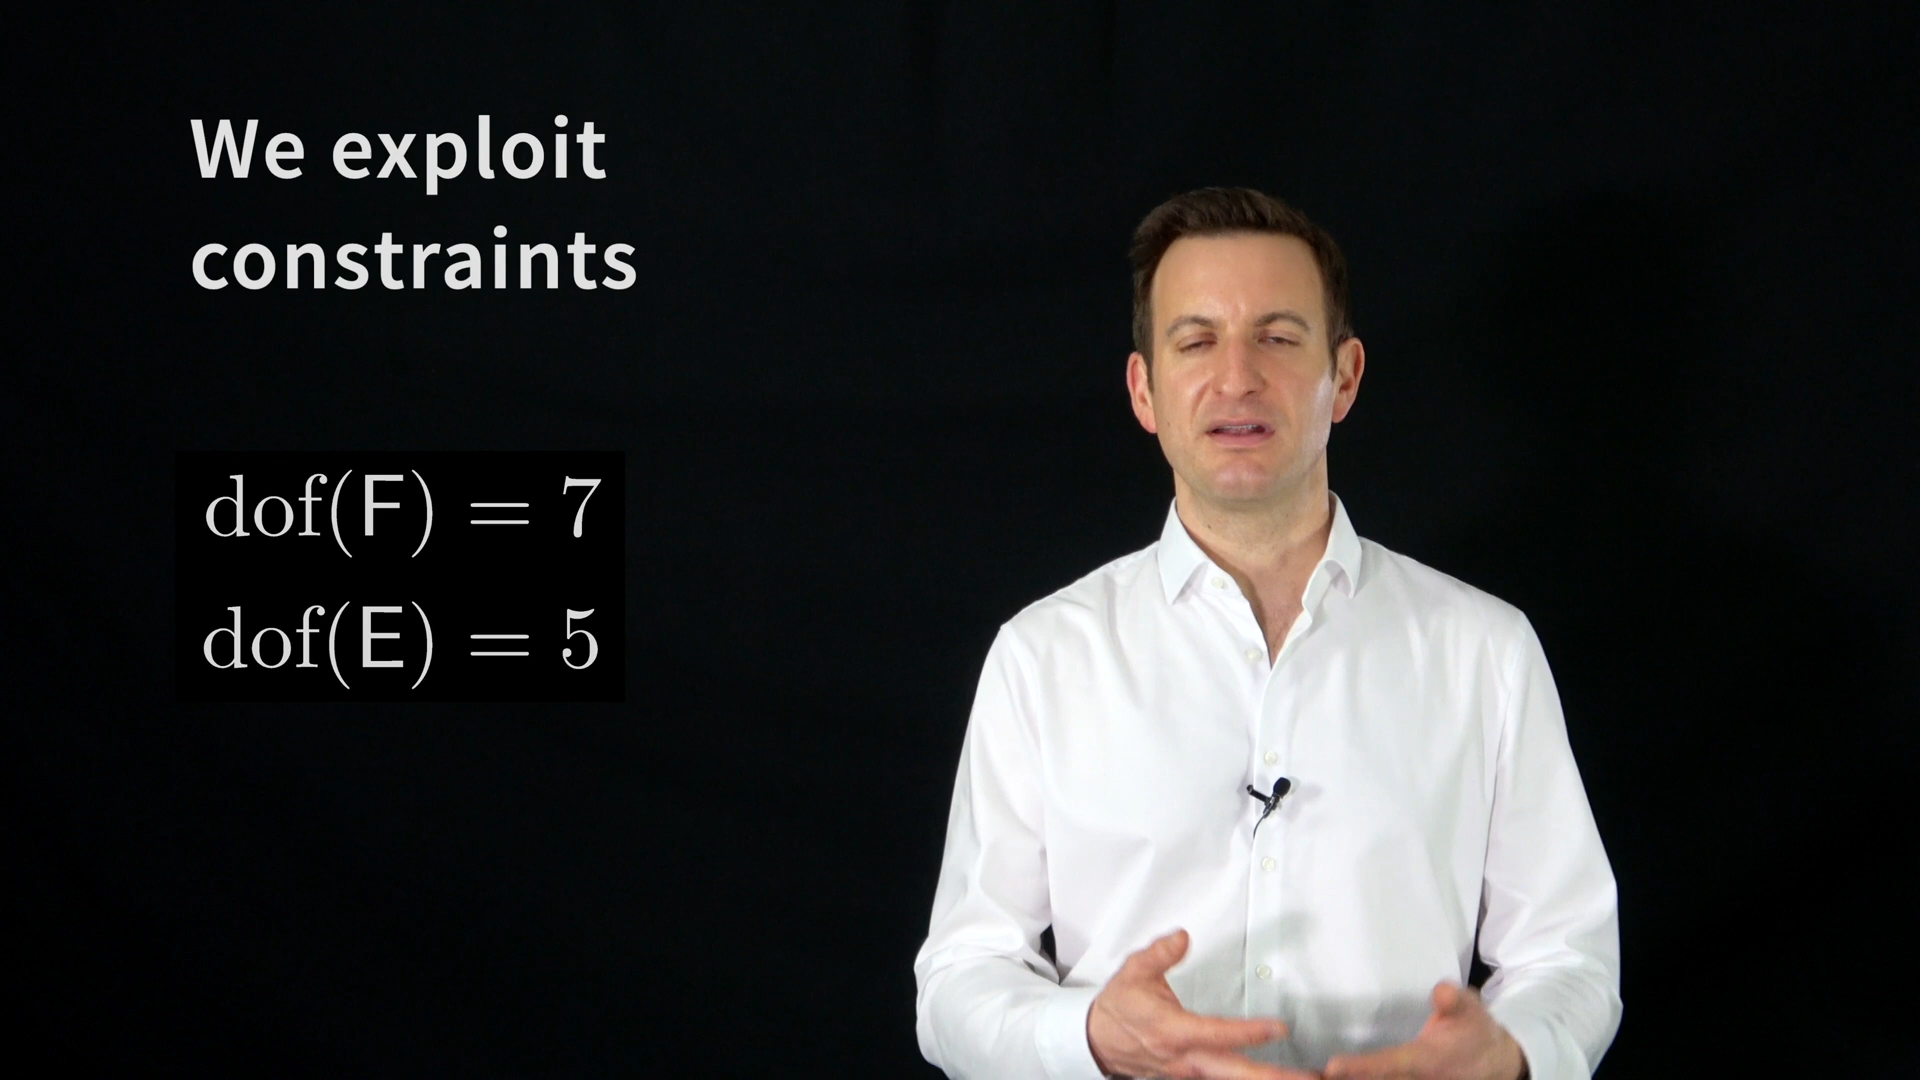 We exploit
constraints
dof(F) = 7
dof(E) = 5